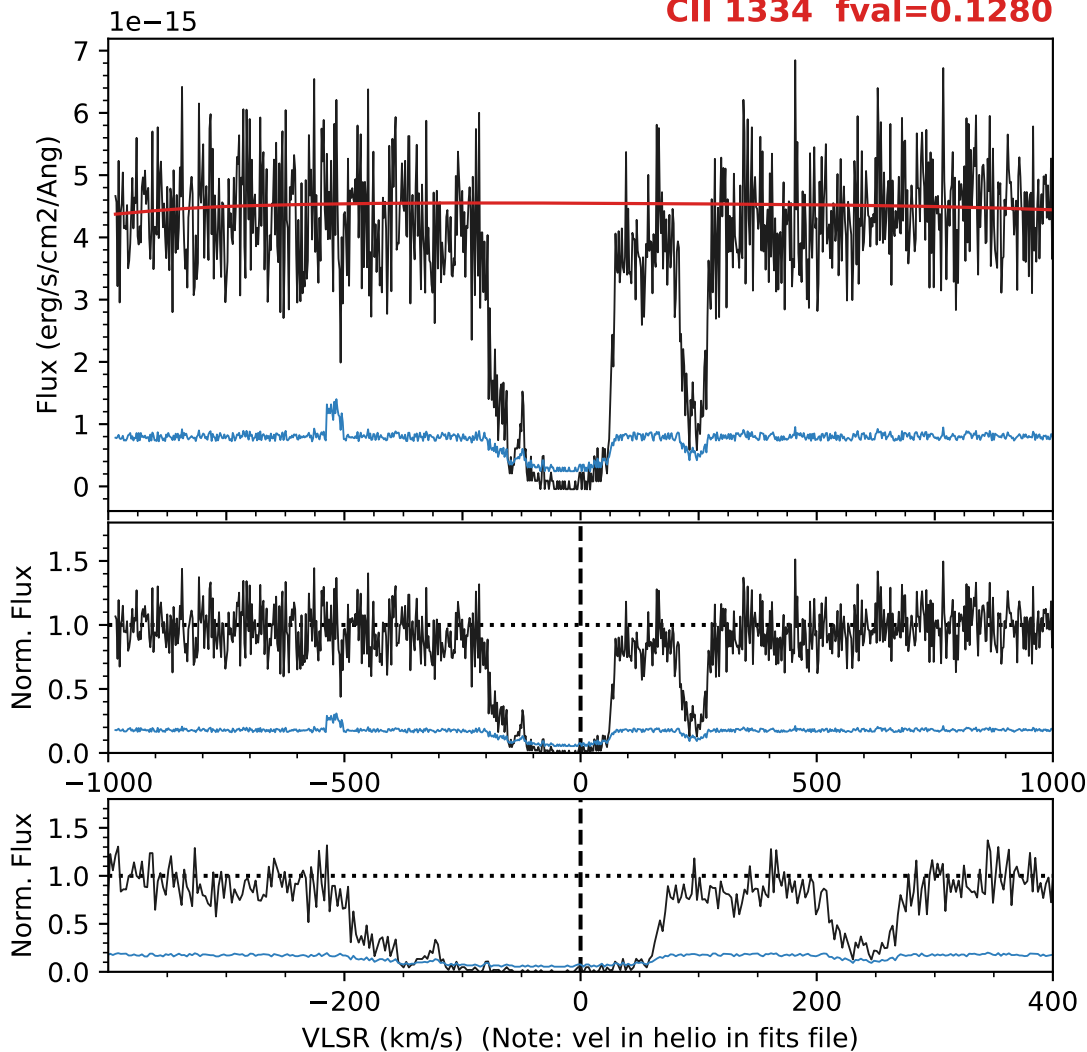 CII 1334 fval=0.1280
1e−15
7
6
5
4
3
2
1
0
Flux (erg/s/cm2/Ang)
1.5
1.0
0.5
0.0
Norm. Flux
−1000 −500 0 500 1000
1.5
1.0
0.5
0.0
Norm. Flux
−200 0 200 400
VLSR (km/s) (Note: vel in helio in fits file)